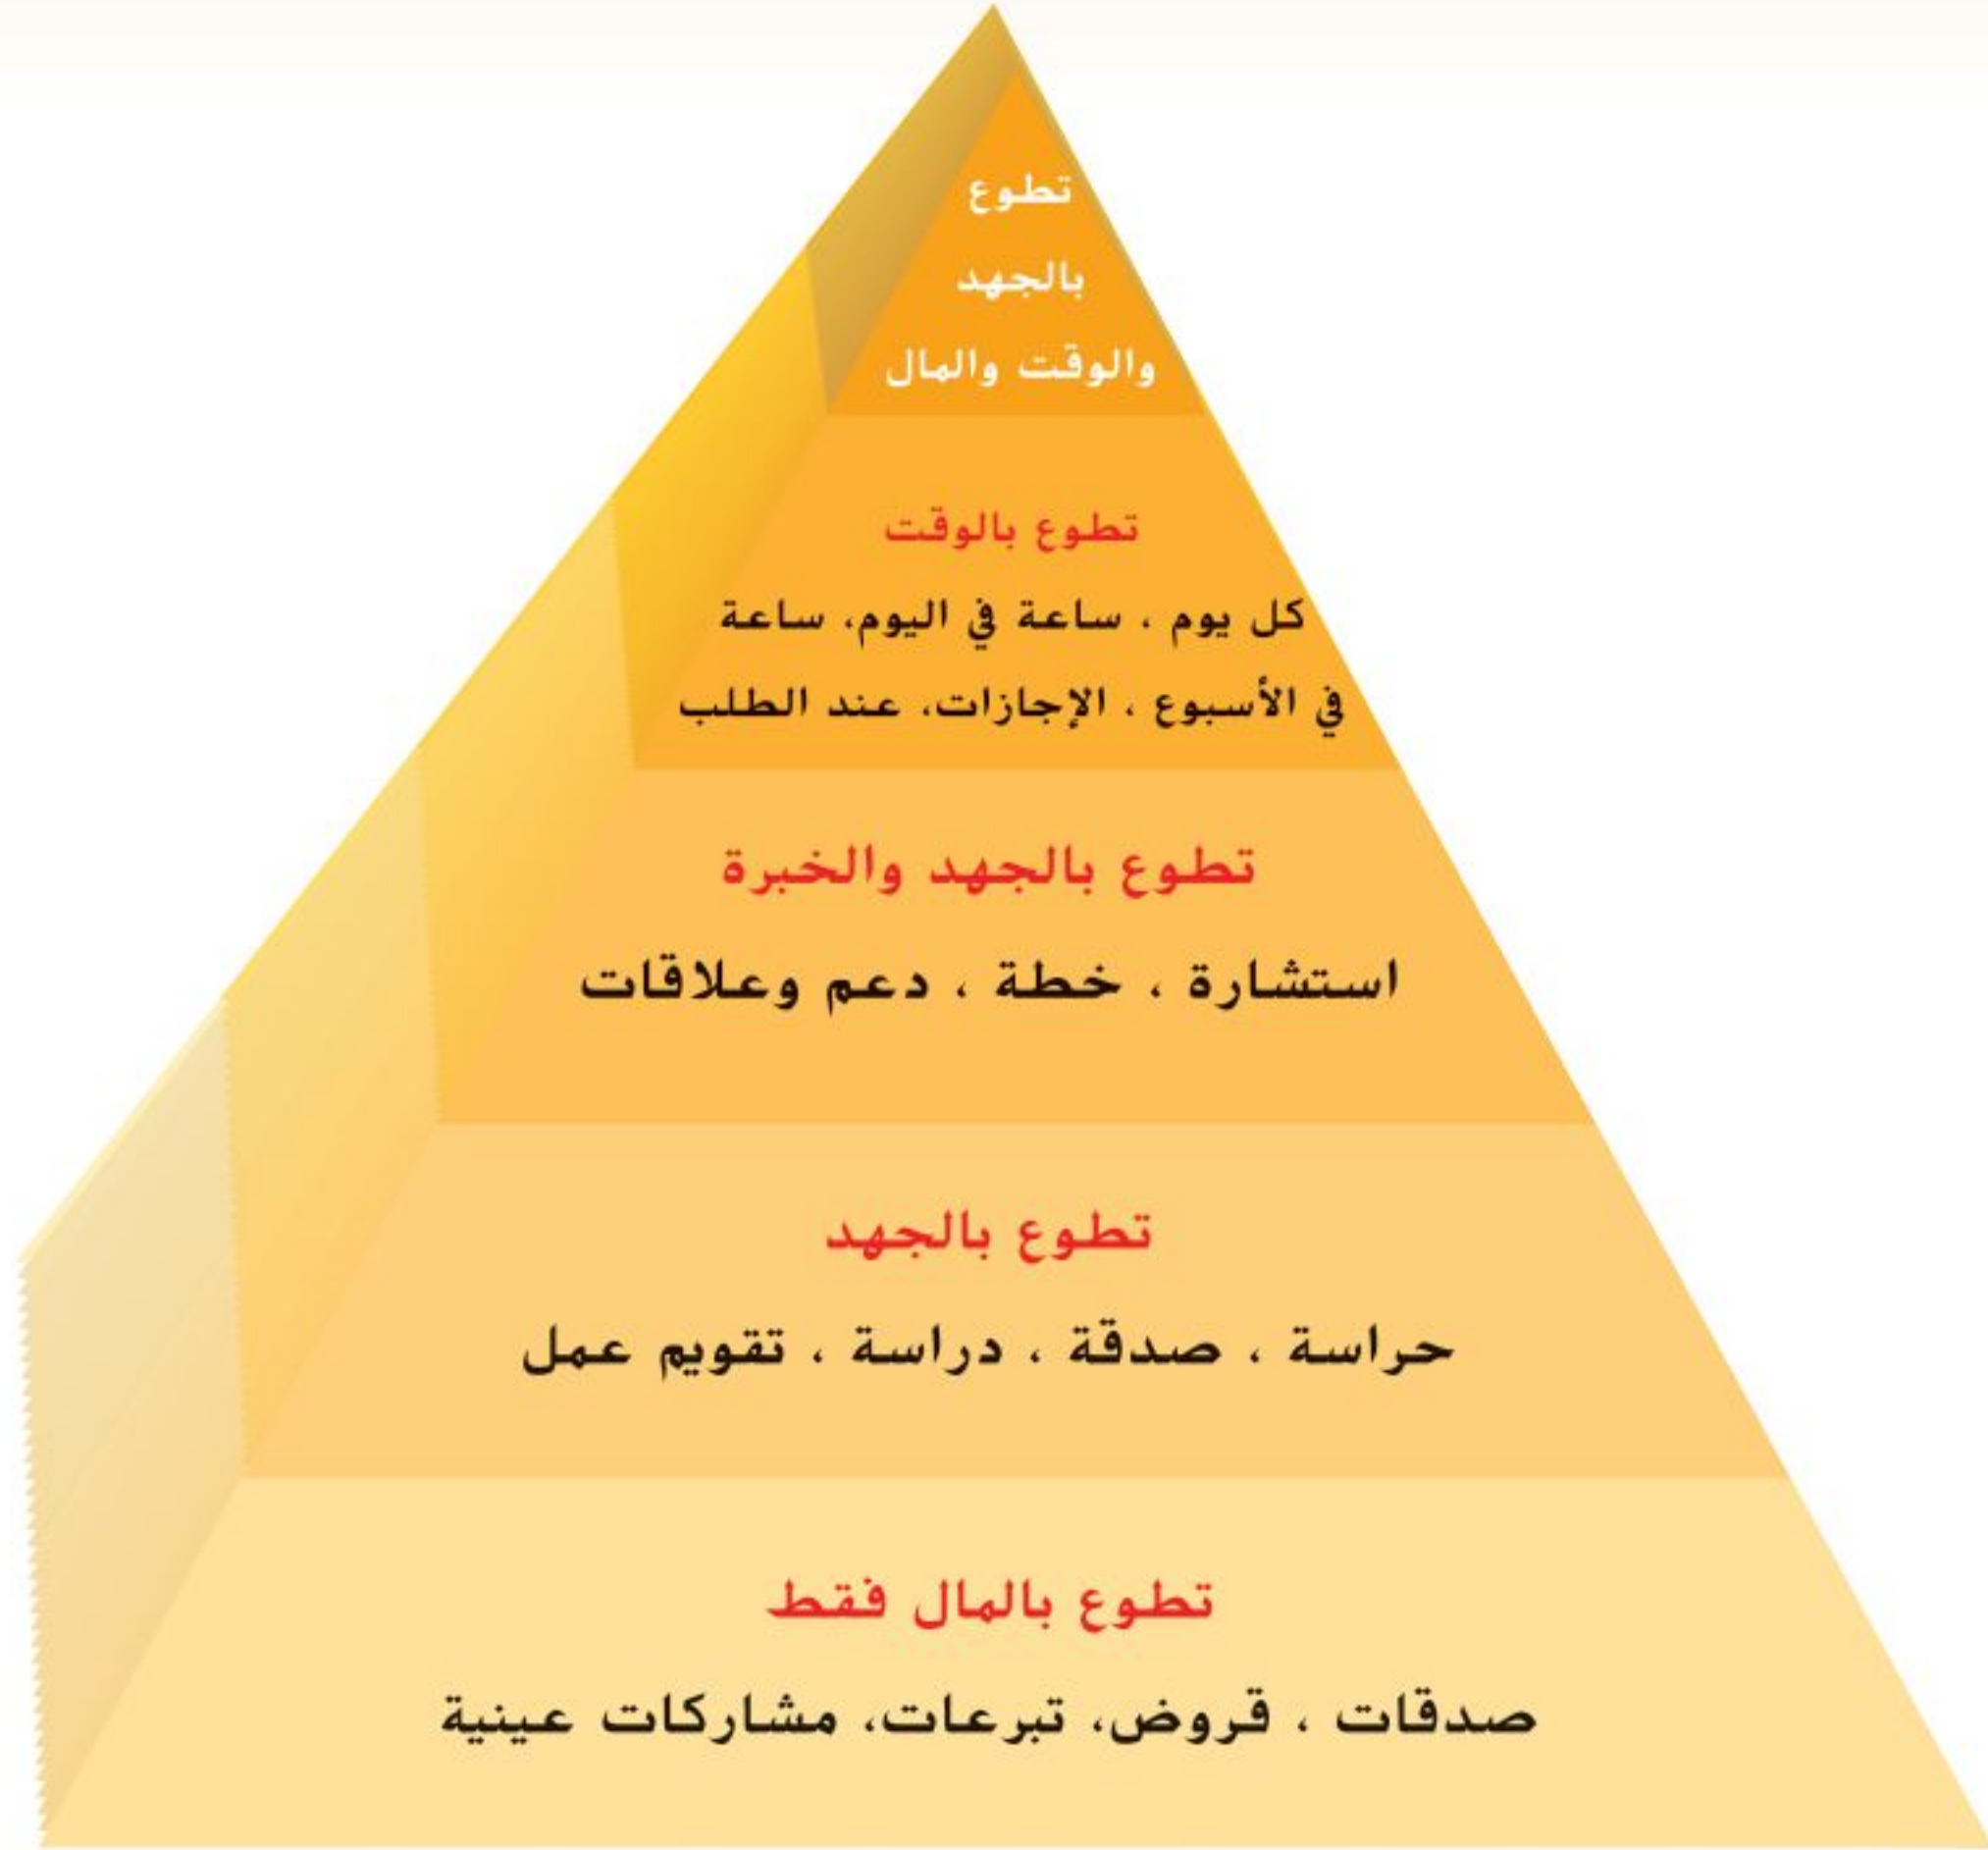 تطوع
بالجهد
والوقت والمال
تطوع بالوقت
كل يوم ، ساعة في اليوم، ساعة
في الأسبوع ، الإجازات، عند الطلب
تطوع بالجهد والخبرة
استشارة ، خطة ، دعم وعلاقات
تطوع بالجهد
حراسة ، صدقة ، دراسة ، تقويم عمل
تطوع بالمال فقط
صدقات ، قروض، تبرعات، مشاركات عينية